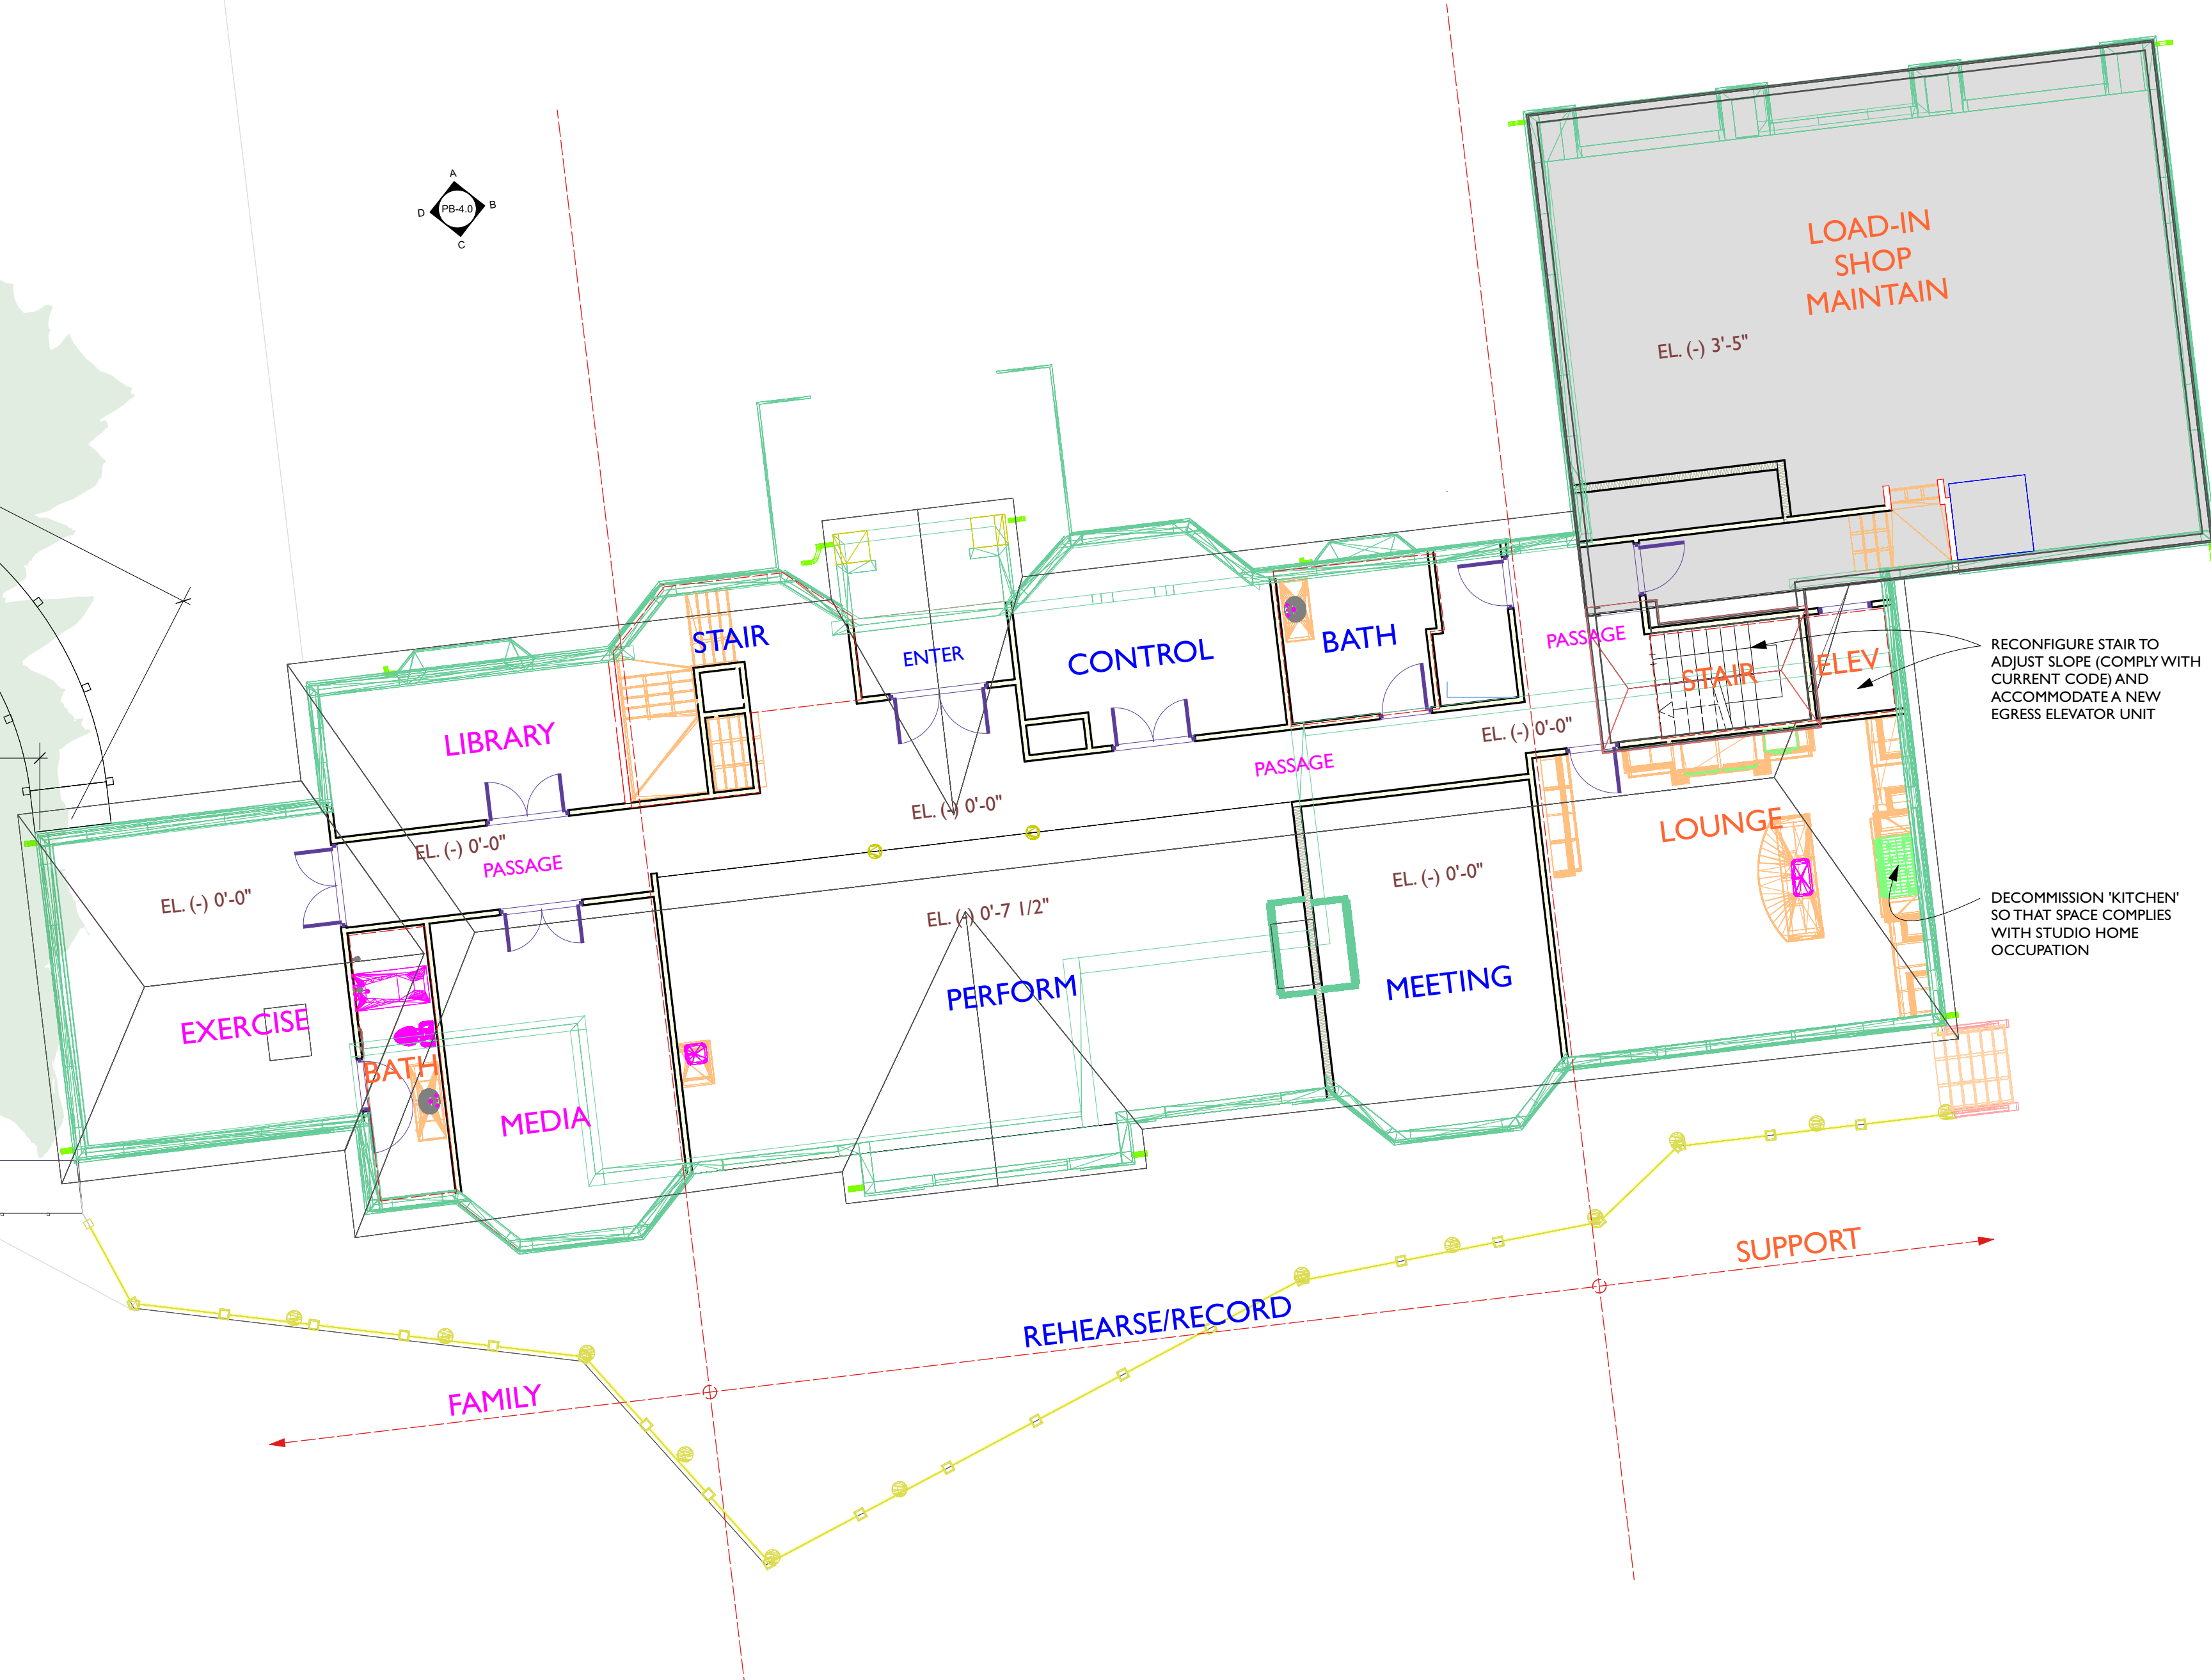 A
D
PB-4.0
B
C
LOAD-IN
SHOP
MAINTAIN
EL. (-) 3'-5"
STAIR
ENTER
CONTROL
BATH
PASSAGE
STAIR
ELEV
RECONFIGURE STAIR TO
ADJUST SLOPE (COMPLY WITH
CURRENT CODE) AND
ACCOMMODATE A NEW
EGRESS ELEVATOR UNIT
LIBRARY
EL. (-) 0'-0"
PASSAGE
EL. (-) 0'-0"
EL. (-) 0'-0"
PASSAGE
LOUNGE
EL. (-) 0'-0"
EL. (-) 0'-7 1/2"
EL. (-) 0'-0"
DECOMMISSION 'KITCHEN'
SO THAT SPACE COMPLIES
WITH STUDIO HOME
OCCUPATION
EXERCISE
BATH
MEDIA
PERFORM
MEETING
FAMILY
REHEARSE/RECORD
SUPPORT